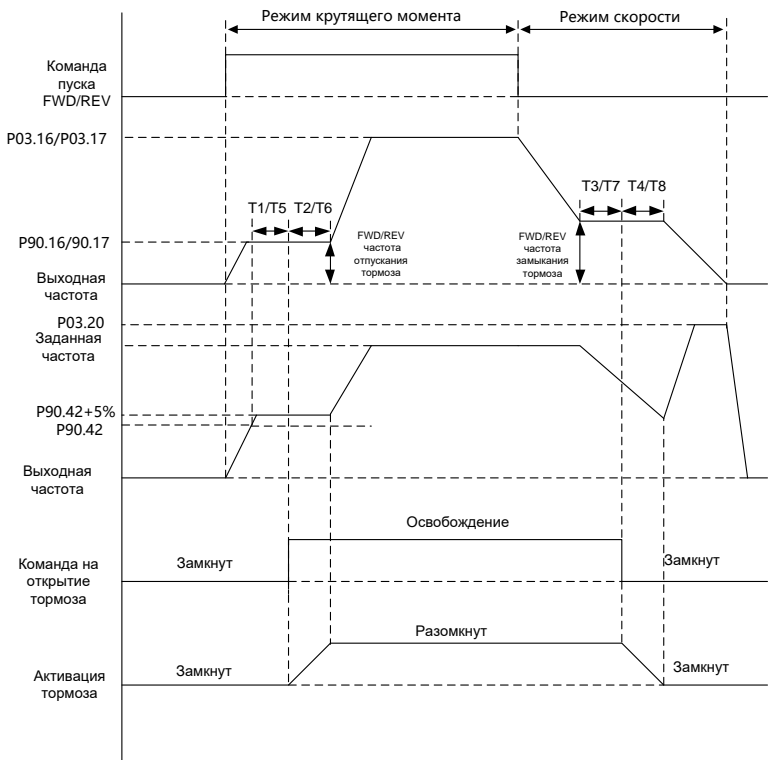 Режим крутящего момента
Режим скорости
Команда
пуска
FWD/REV
P03.16/P03.17
T1/T5
T2/T6
T3/T7
T4/T8
P90.16/90.17
FWD/REV
частота
отпускания
тормоза
FWD/REV
частота
замыкания
тормоза
Выходная
частота
P03.20
Заданная
частота
P90.42+5%
P90.42
Выходная
частота
Освобождение
Команда на
открытие
тормоза
Замкнут
Замкнут
Разомкнут
Активация
тормоза
Замкнут
Замкнут